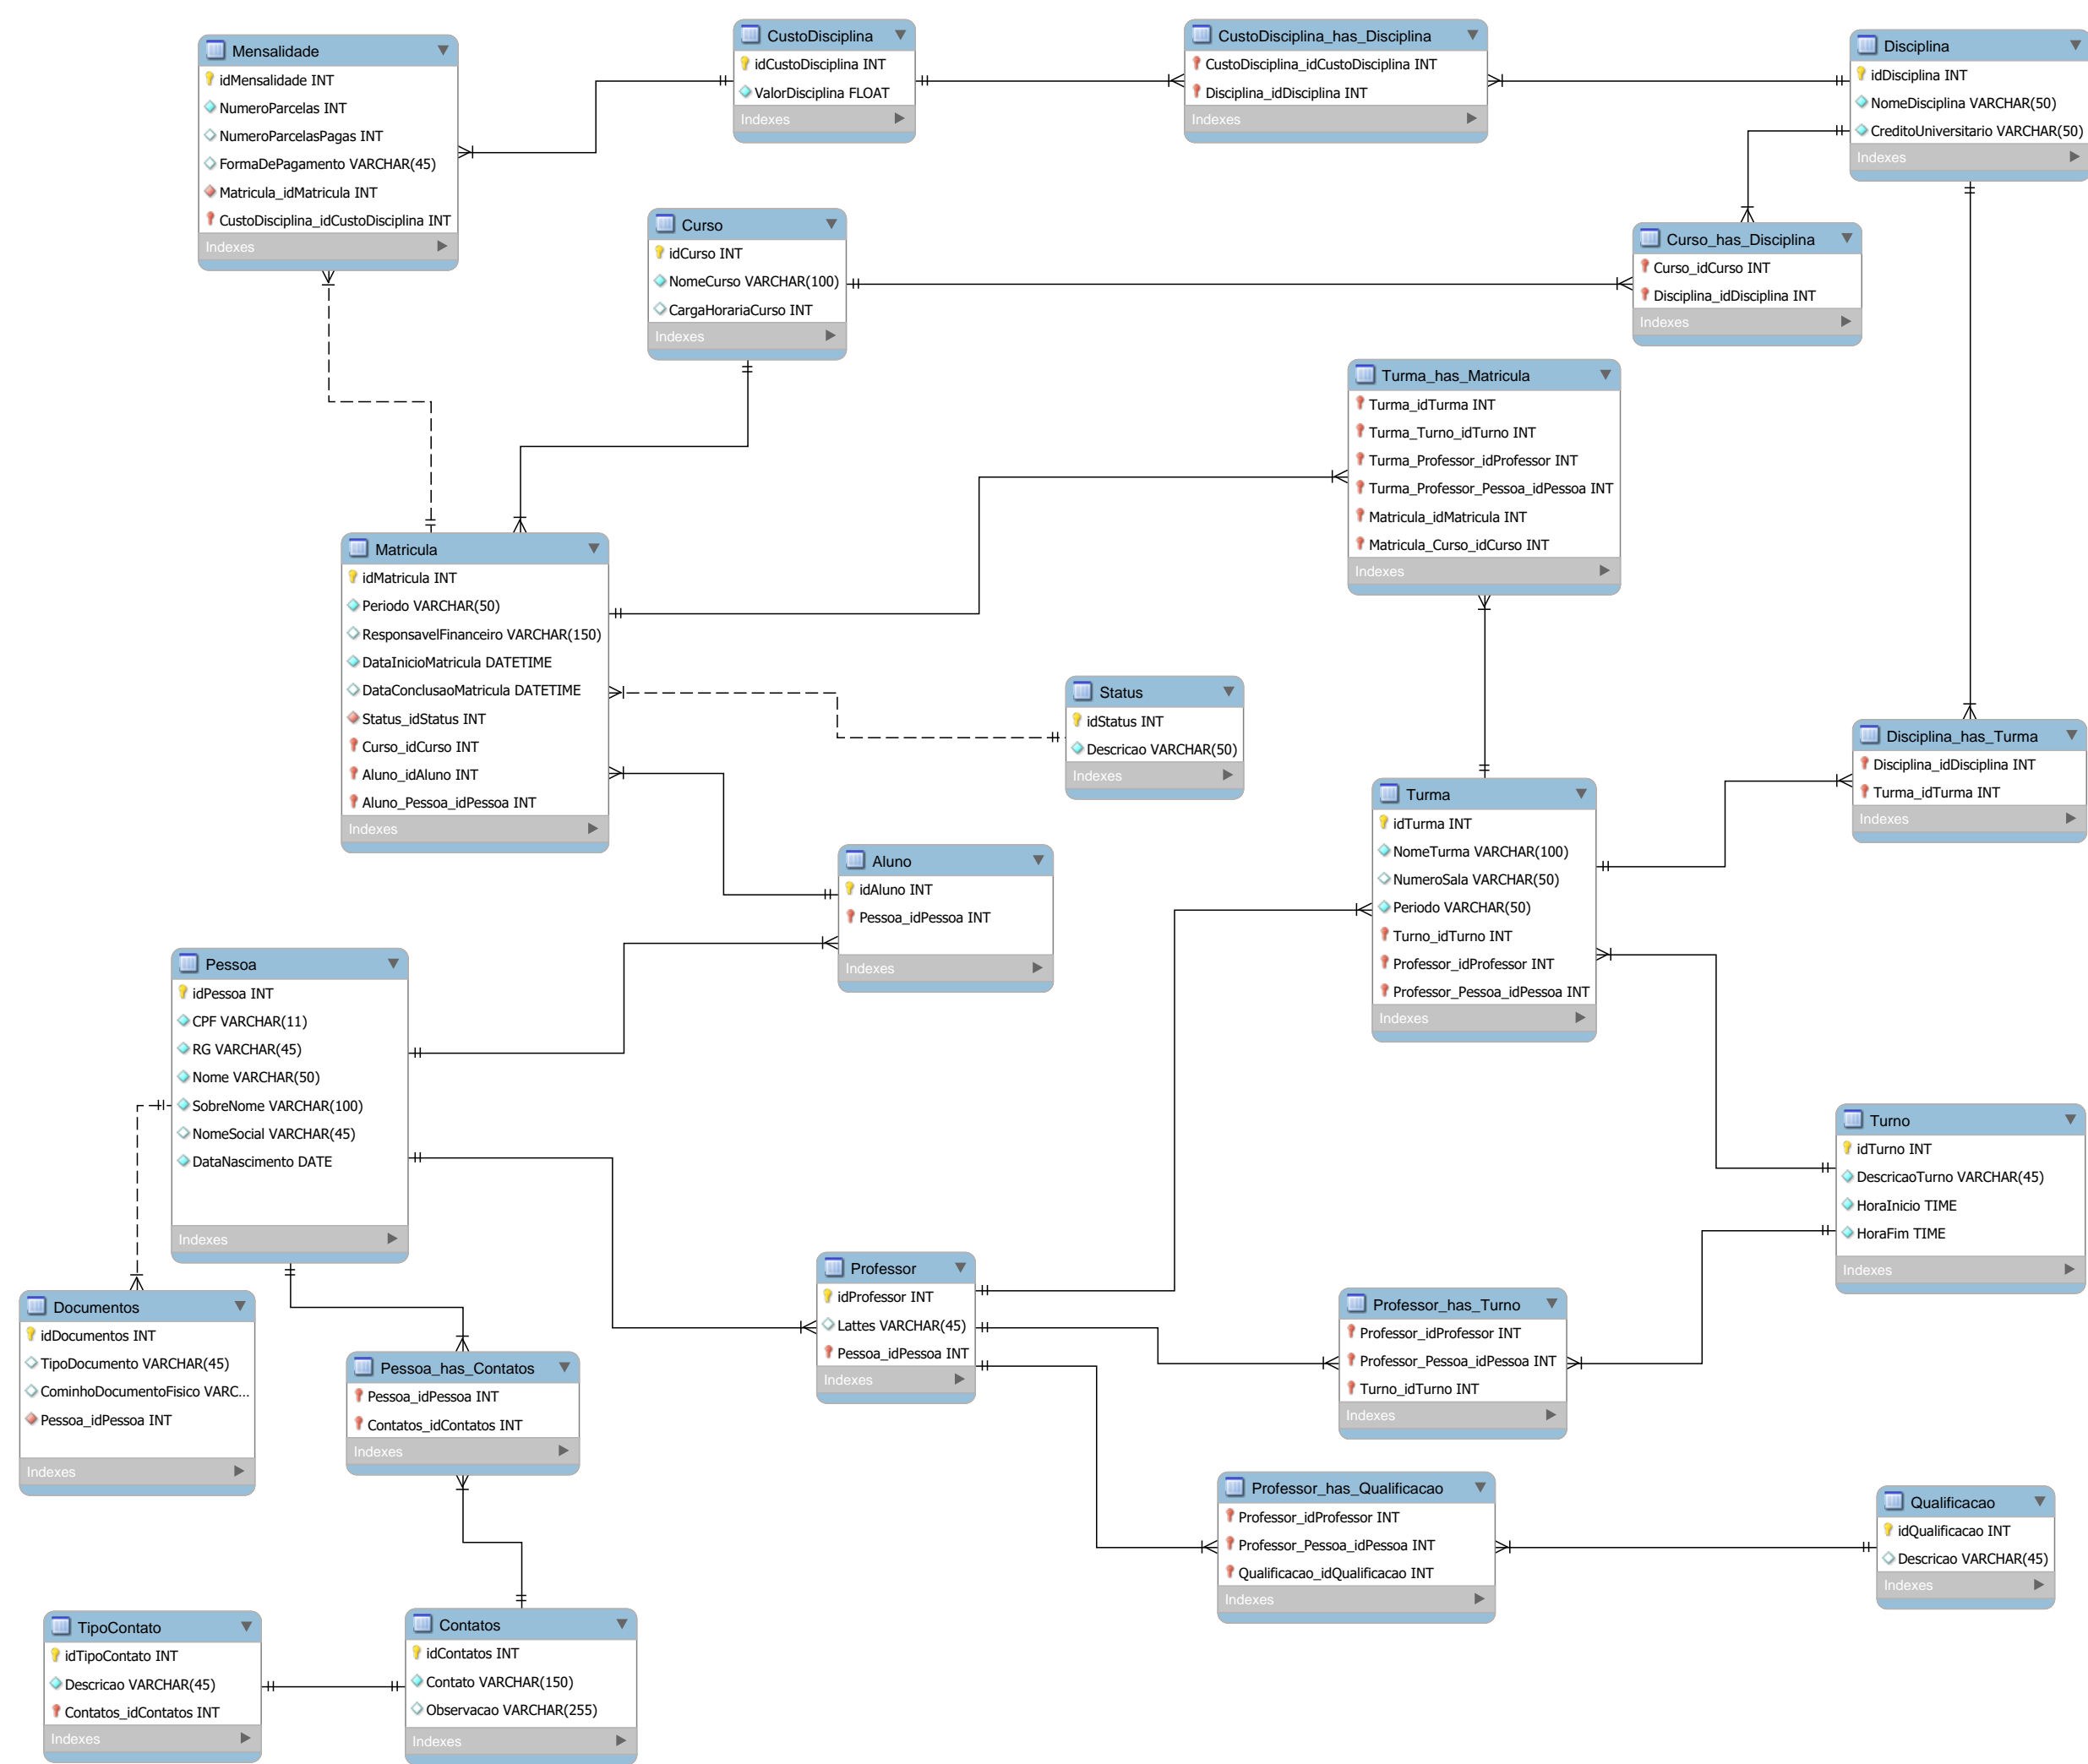 Mensalidade
idMensalidade INT
NumeroParcelas INT
NumeroParcelasPagas INT
FormaDePagamento VARCHAR(45)
Matricula_idMatricula INT
CustoDisciplina_idCustoDisciplina INT
Indexes
CustoDisciplina
idCustoDisciplina INT
ValorDisciplina FLOAT
Indexes
CustoDisciplina_has_Disciplina
CustoDisciplina_idCustoDisciplina INT
Disciplina_idDisciplina INT
Indexes
Disciplina
idDisciplina INT
NomeDisciplina VARCHAR(50)
CreditoUniversitario VARCHAR(50)
Indexes
Curso
idCurso INT
NomeCurso VARCHAR(100)
CargaHorariaCurso INT
Indexes
Curso_has_Disciplina
Curso_idCurso INT
Disciplina_idDisciplina INT
Indexes
Turma_has_Matricula
Turma_idTurma INT
Turma_Turno_idTurno INT
Turma_Professor_idProfessor INT
Turma_Professor_Pessoa_idPessoa INT
Matricula_idMatricula INT
Matricula_Curso_idCurso INT
Indexes
Matricula
idMatricula INT
Periodo VARCHAR(50)
ResponsavelFinanceiro VARCHAR(150)
DataInicioMatricula DATETIME
DataConclusaoMatricula DATETIME
Status_idStatus INT
Curso_idCurso INT
Aluno_idAluno INT
Aluno_Pessoa_idPessoa INT
Indexes
Status
idStatus INT
Descricao VARCHAR(50)
Indexes
Disciplina_has_Turma
Disciplina_idDisciplina INT
Turma_idTurma INT
Indexes
Turma
idTurma INT
NomeTurma VARCHAR(100)
NumeroSala VARCHAR(50)
Periodo VARCHAR(50)
Turno_idTurno INT
Professor_idProfessor INT
Professor_Pessoa_idPessoa INT
Indexes
Aluno
idAluno INT
Pessoa_idPessoa INT
Indexes
Pessoa
idPessoa INT
CPF VARCHAR(11)
RG VARCHAR(45)
Nome VARCHAR(50)
SobreNome VARCHAR(100)
NomeSocial VARCHAR(45)
DataNascimento DATE
Indexes
Turno
idTurno INT
DescricaoTurno VARCHAR(45)
HoraInicio TIME
HoraFim TIME
Indexes
Professor
idProfessor INT
Lattes VARCHAR(45)
Pessoa_idPessoa INT
Indexes
Professor_has_Turno
Professor_idProfessor INT
Professor_Pessoa_idPessoa INT
Turno_idTurno INT
Indexes
Documentos
idDocumentos INT
TipoDocumento VARCHAR(45)
CominhoDocumentoFisico VARC...
Pessoa_idPessoa INT
Indexes
Pessoa_has_Contatos
Pessoa_idPessoa INT
Contatos_idContatos INT
Indexes
Professor_has_Qualificacao
Professor_idProfessor INT
Professor_Pessoa_idPessoa INT
Qualificacao_idQualificacao INT
Indexes
Qualificacao
idQualificacao INT
Descricao VARCHAR(45)
Indexes
TipoContato
idTipoContato INT
Descricao VARCHAR(45)
Contatos_idContatos INT
Indexes
Contatos
idContatos INT
Contato VARCHAR(150)
Observacao VARCHAR(255)
Indexes